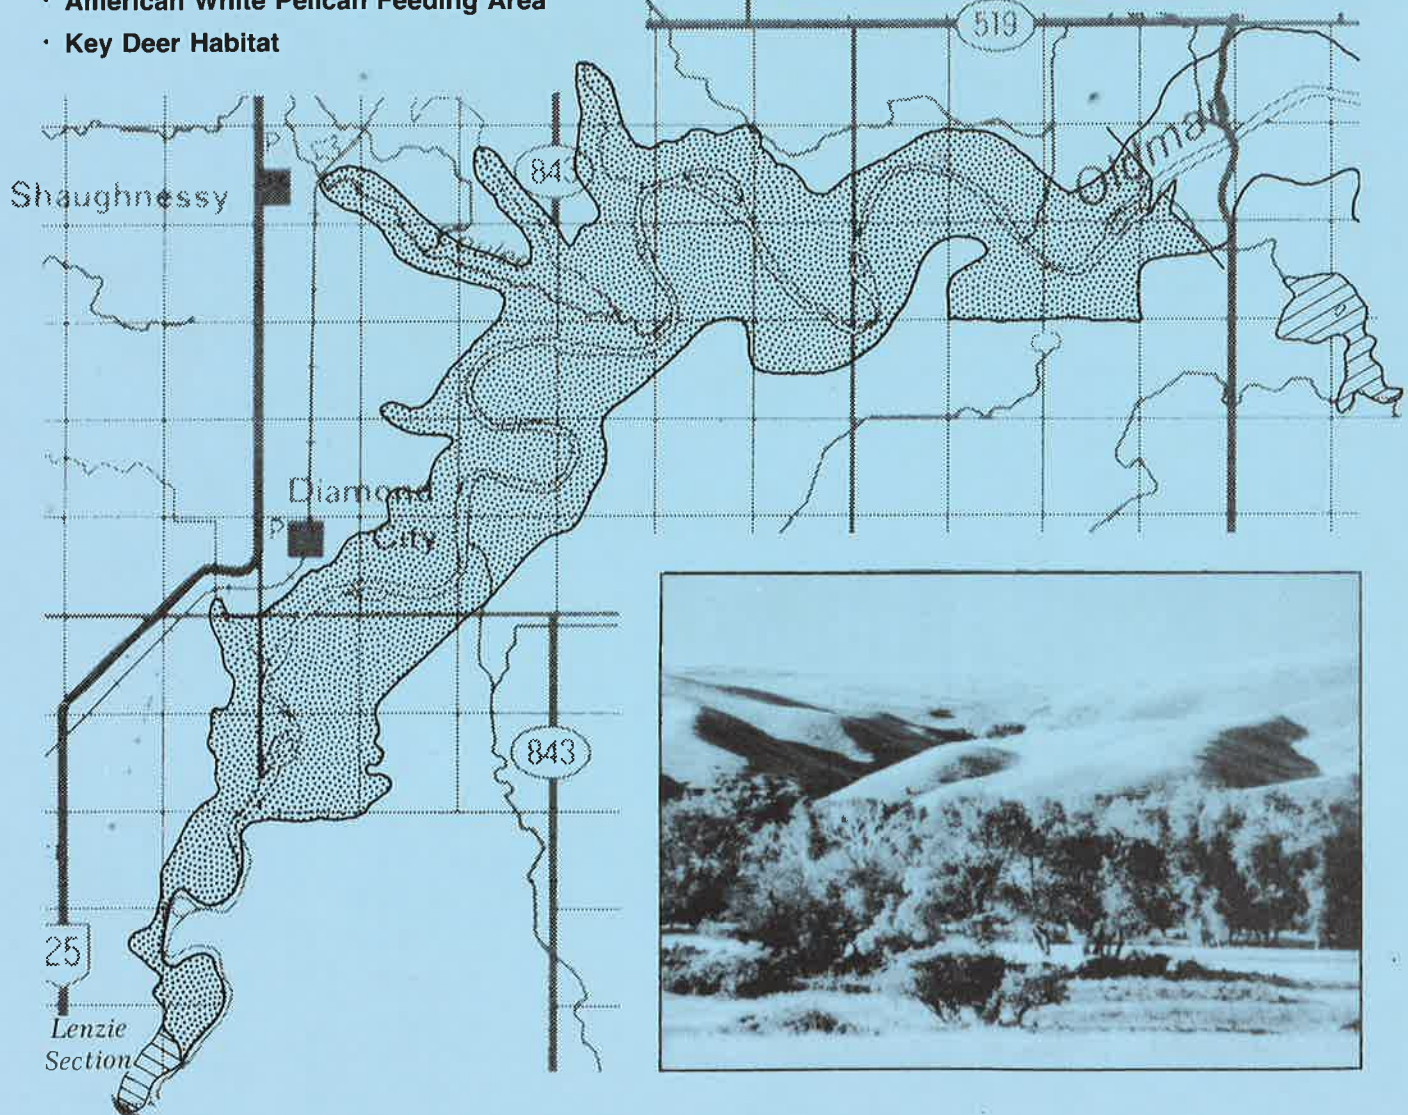 · American White Pelican Feeding Area
· Key Deer Habitat
519
Oldman
843
P
Shaughnessy
Diamond
P
City
843
25
Lenzie
Section